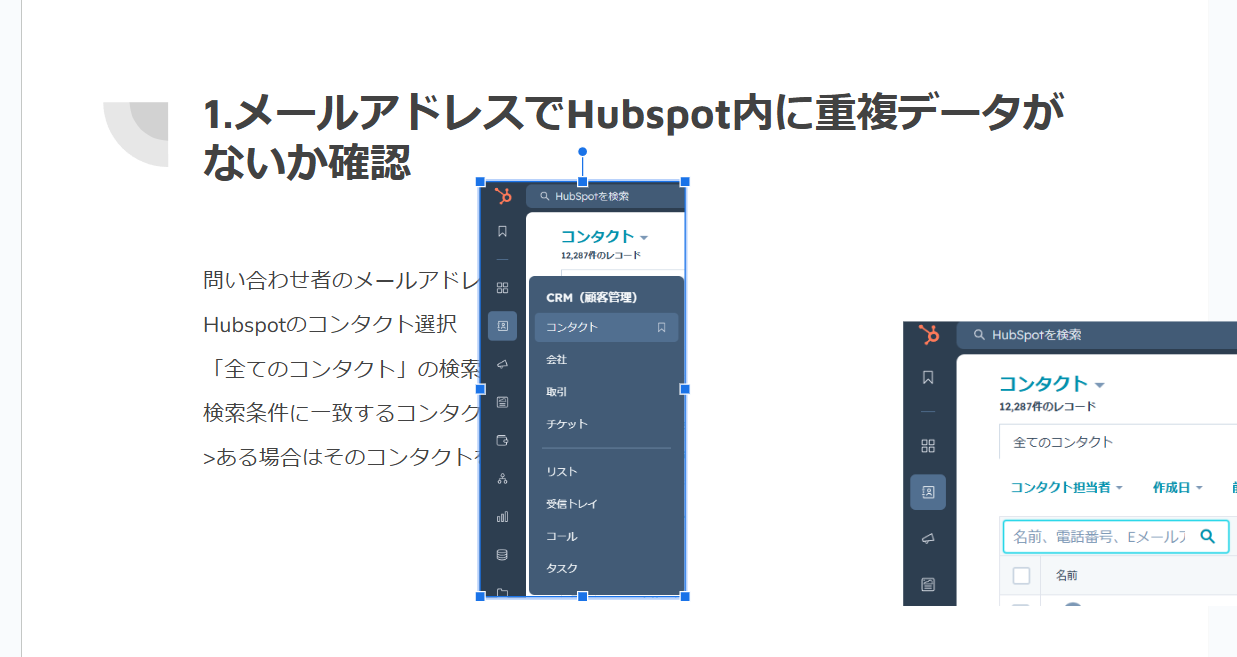 1.メールアドレスでHubspot内に重複データが
ないか確認
問い合わせ者のメールアドレ
Hubspotのコンタクト選択
「全てのコンタクト」の検索
検索条件に一致するコンタク
>ある場合はそのコンタクト
HubSpotを検索
コンタクト
12,287件のレコード
CRM（顧客管理）
コンタクト
会社
取引
チケット
リスト
受信トレイ
コール
タスク
HubSpotを検索
コンタクト
12,287件のレコード
全てのコンタクト
コンタクト担当者
作成日
名前、電話番号、Eメール
名前